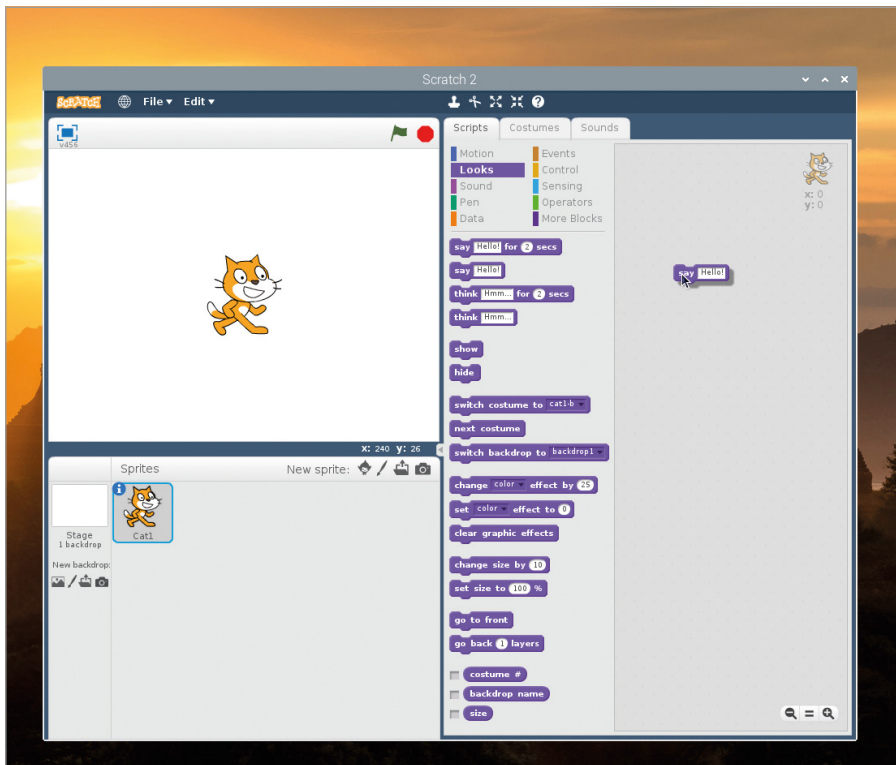 Scratch 2
SCRATCH File Edit
v456
Scripts Costumes Sounds
Motion Events
Looks Control
Sound Sensing
Pen Operators
Data More Blocks
x: 0
y: 0
say Hello! for 2 secs
say Hello!
think Hmm... for 2 secs
think Hmm...
show
hide
switch costume to cat1-b
next costume
switch backdrop to backdrop1
change color effect by 25
set color effect to 0
clear graphic effects
change size by 10
set size to 100 %
go to front
go back 1 layers
costume #
backdrop name
size
say Hello!
x: 240 y: 26
Sprites New sprite:
Stage
1 backdrop
New backdrop:
Cat1